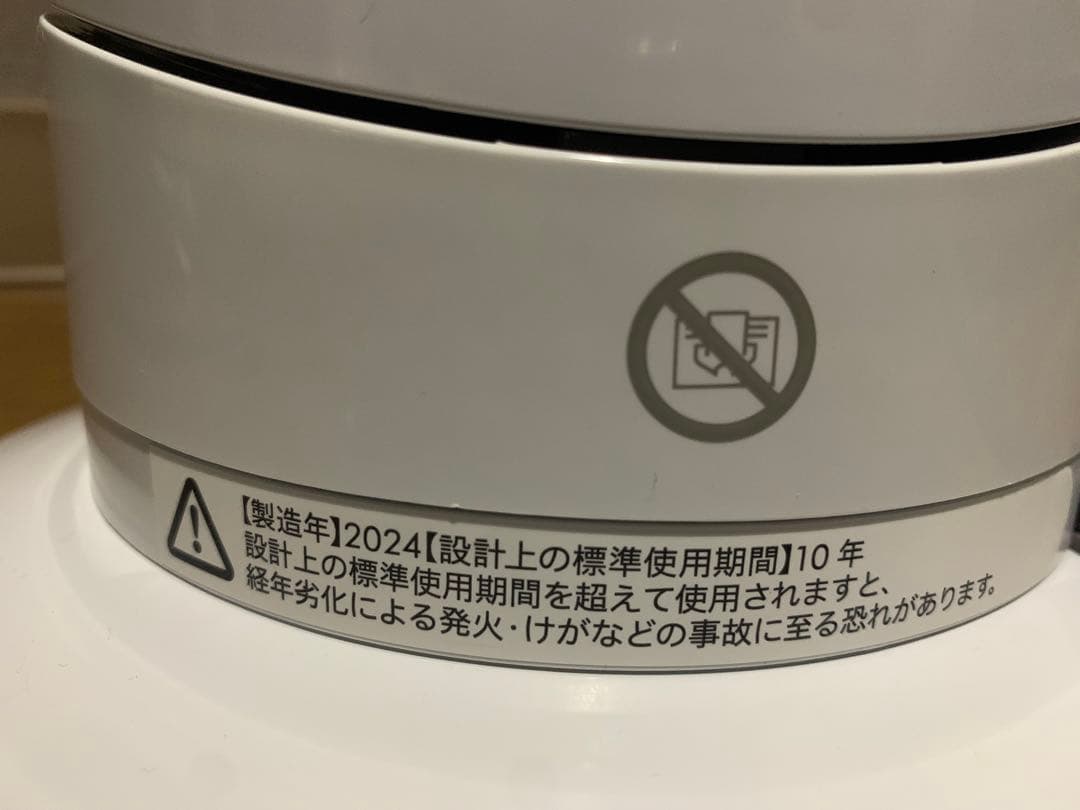 【製造年】2024【設計上の標準使用期間】10 年
設計上の標準使用期間を超えて使用されますと、
経年劣化による発火・けがなどの事故に至る恐れがあります。